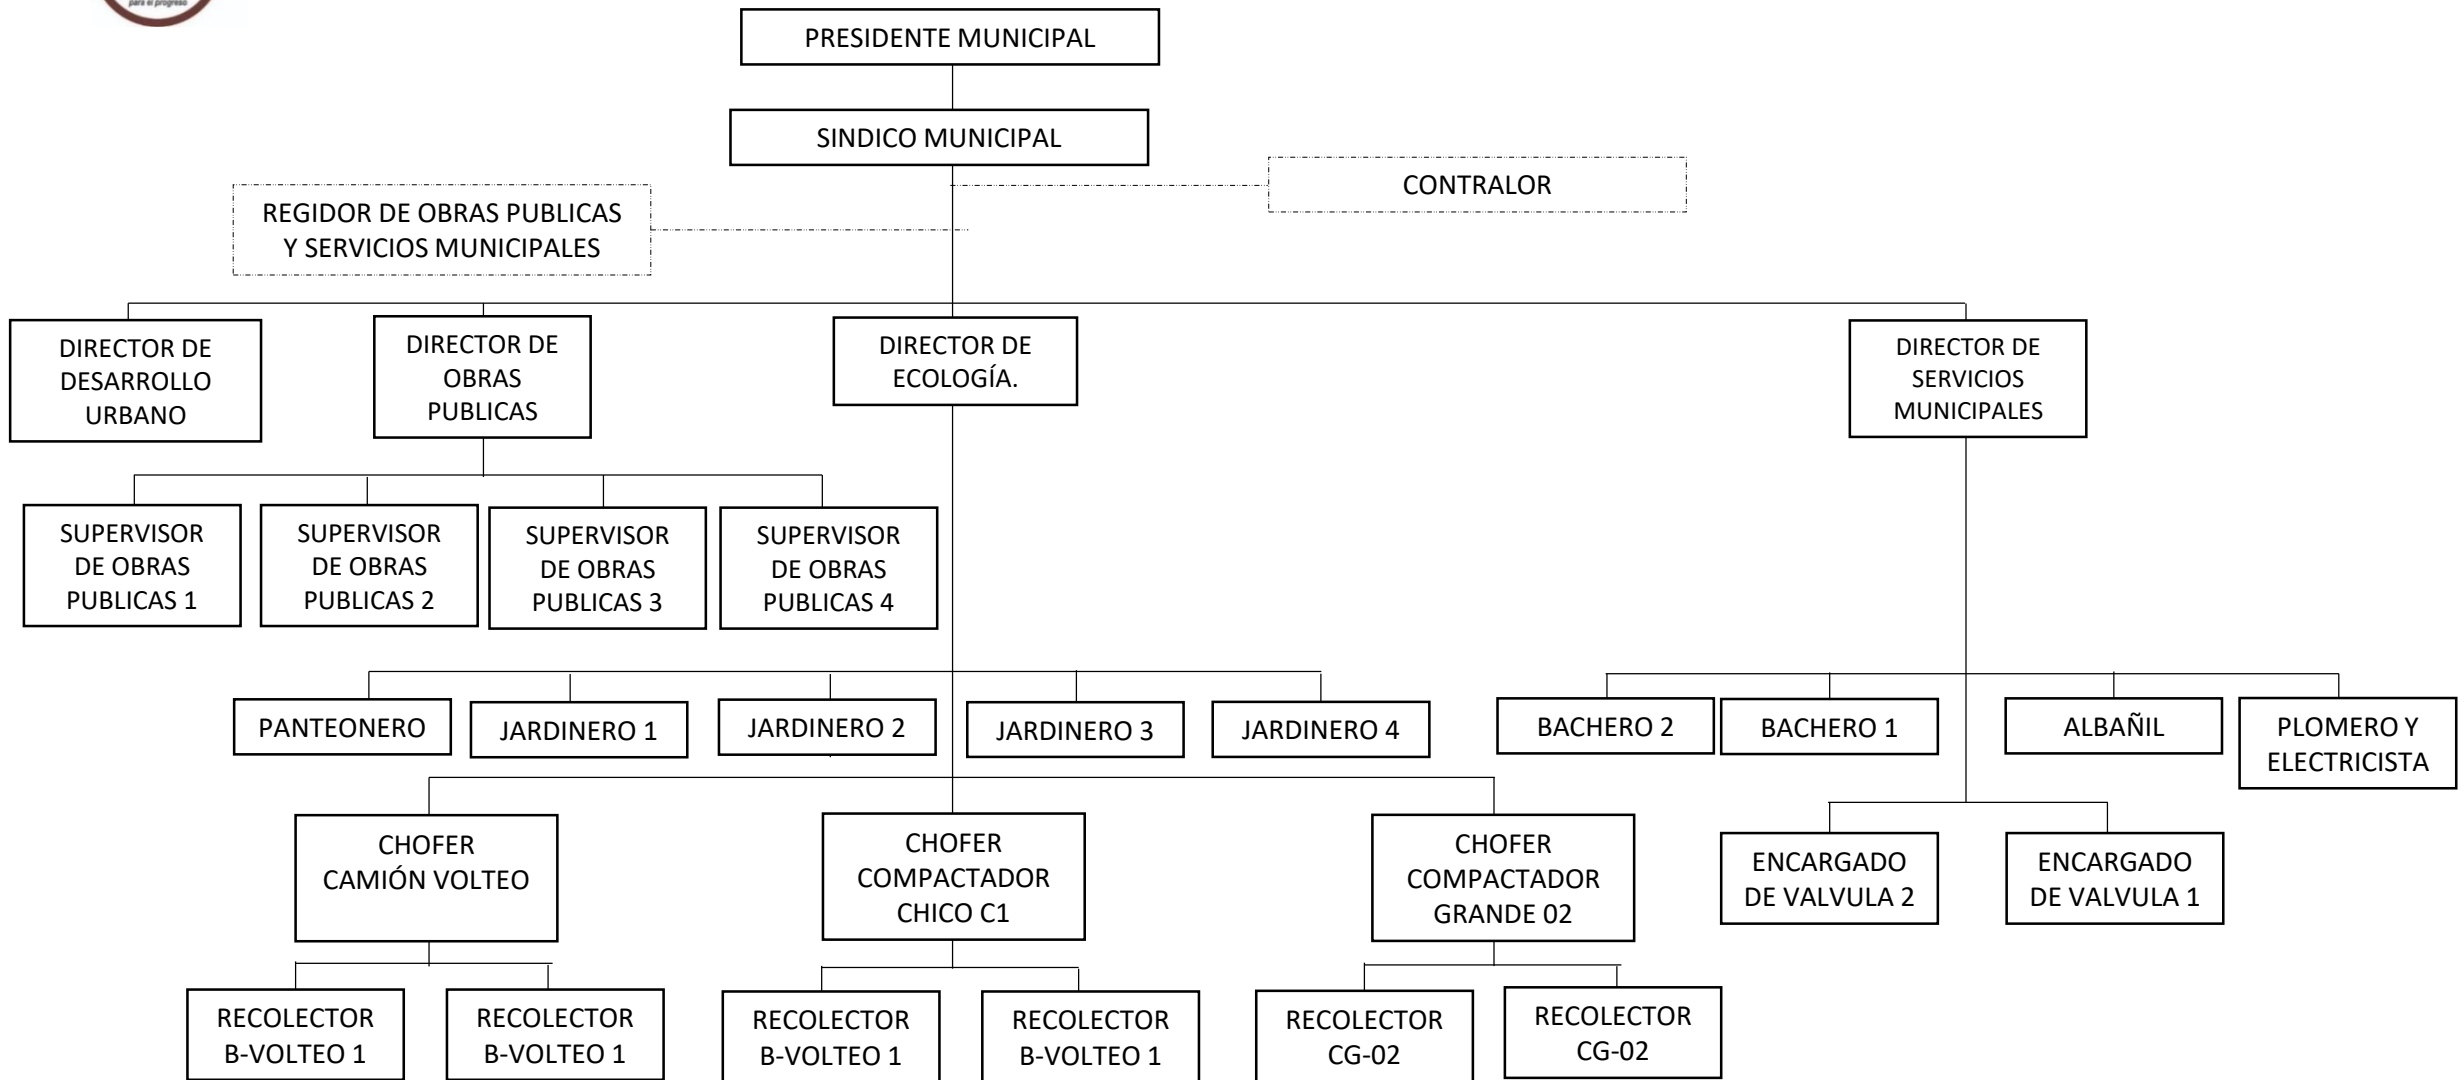 para el progreso
PRESIDENTE MUNICIPAL
SINDICO MUNICIPAL
CONTRALOR
REGIDOR DE OBRAS PUBLICAS
Y SERVICIOS MUNICIPALES
DIRECTOR DE
DESARROLLO
URBANO
DIRECTOR DE
OBRAS
PUBLICAS
DIRECTOR DE
ECOLOGÍA.
DIRECTOR DE
SERVICIOS
MUNICIPALES
SUPERVISOR
DE OBRAS
PUBLICAS 1
SUPERVISOR
DE OBRAS
PUBLICAS 2
SUPERVISOR
DE OBRAS
PUBLICAS 3
SUPERVISOR
DE OBRAS
PUBLICAS 4
PANTEONERO
JARDINERO 1
JARDINERO 2
JARDINERO 3
JARDINERO 4
BACHERO 2
BACHERO 1
ALBAÑIL
PLOMERO Y
ELECTRICISTA
CHOFER
CAMIÓN VOLTEO
CHOFER
COMPACTADOR
CHICO C1
CHOFER
COMPACTADOR
GRANDE 02
ENCARGADO
DE VALVULA 2
ENCARGADO
DE VALVULA 1
RECOLECTOR
B-VOLTEO 1
RECOLECTOR
B-VOLTEO 1
RECOLECTOR
B-VOLTEO 1
RECOLECTOR
B-VOLTEO 1
RECOLECTOR
CG-02
RECOLECTOR
CG-02